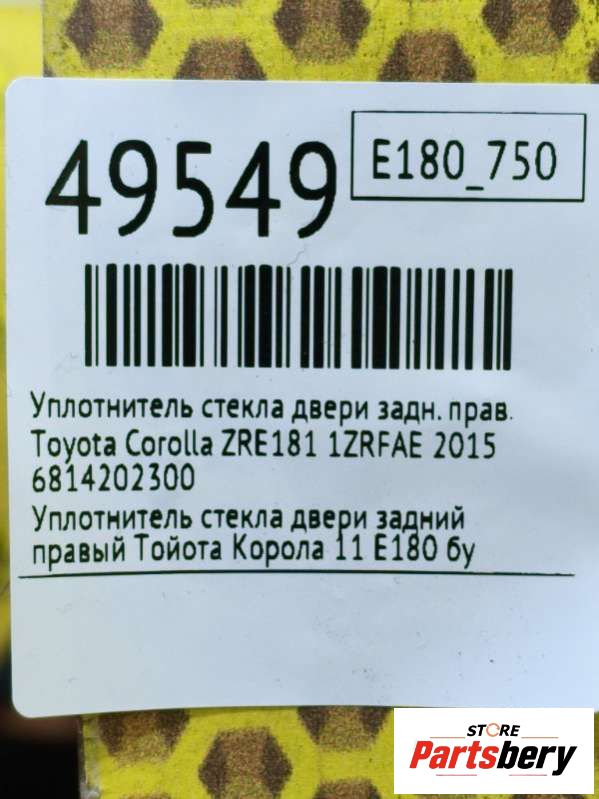 49549
E180_750
Уплотнитель стекла двери задн. прав.
Toyota Corolla ZRE181 1ZRFAE 2015
6814202300
Уплотнитель стекла двери задний
правый Тойота Корола 11 E180 бу
STORE
Partsbery